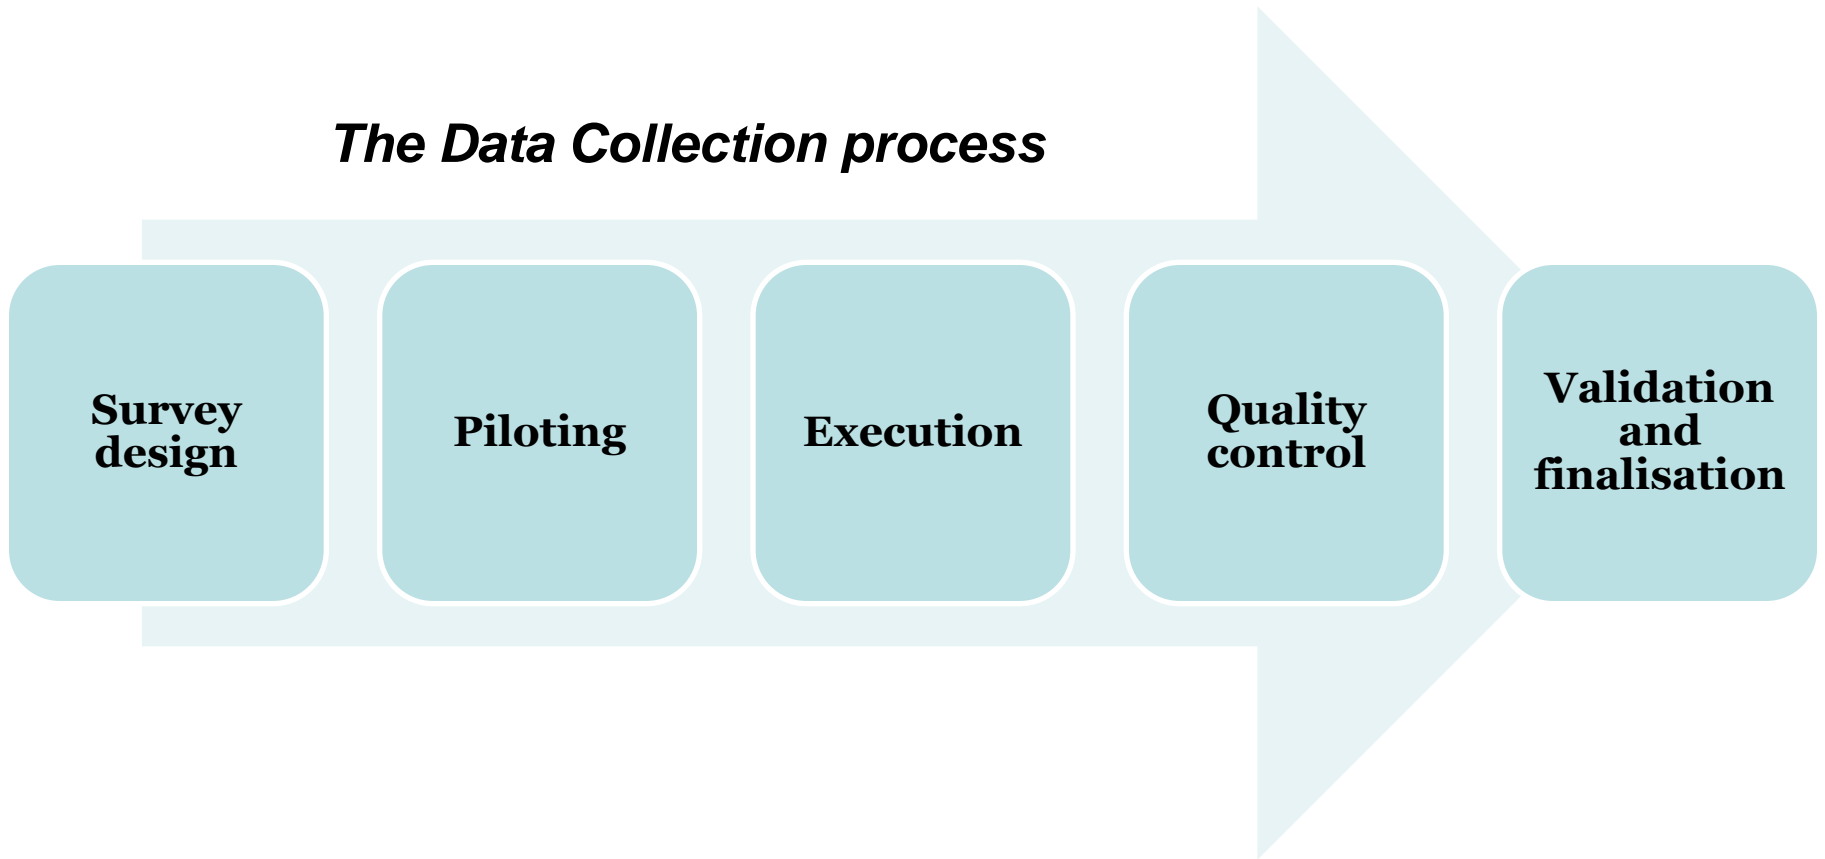 The Data Collection process
Survey
design
Piloting
Execution
Quality
control
Validation
and
finalisation